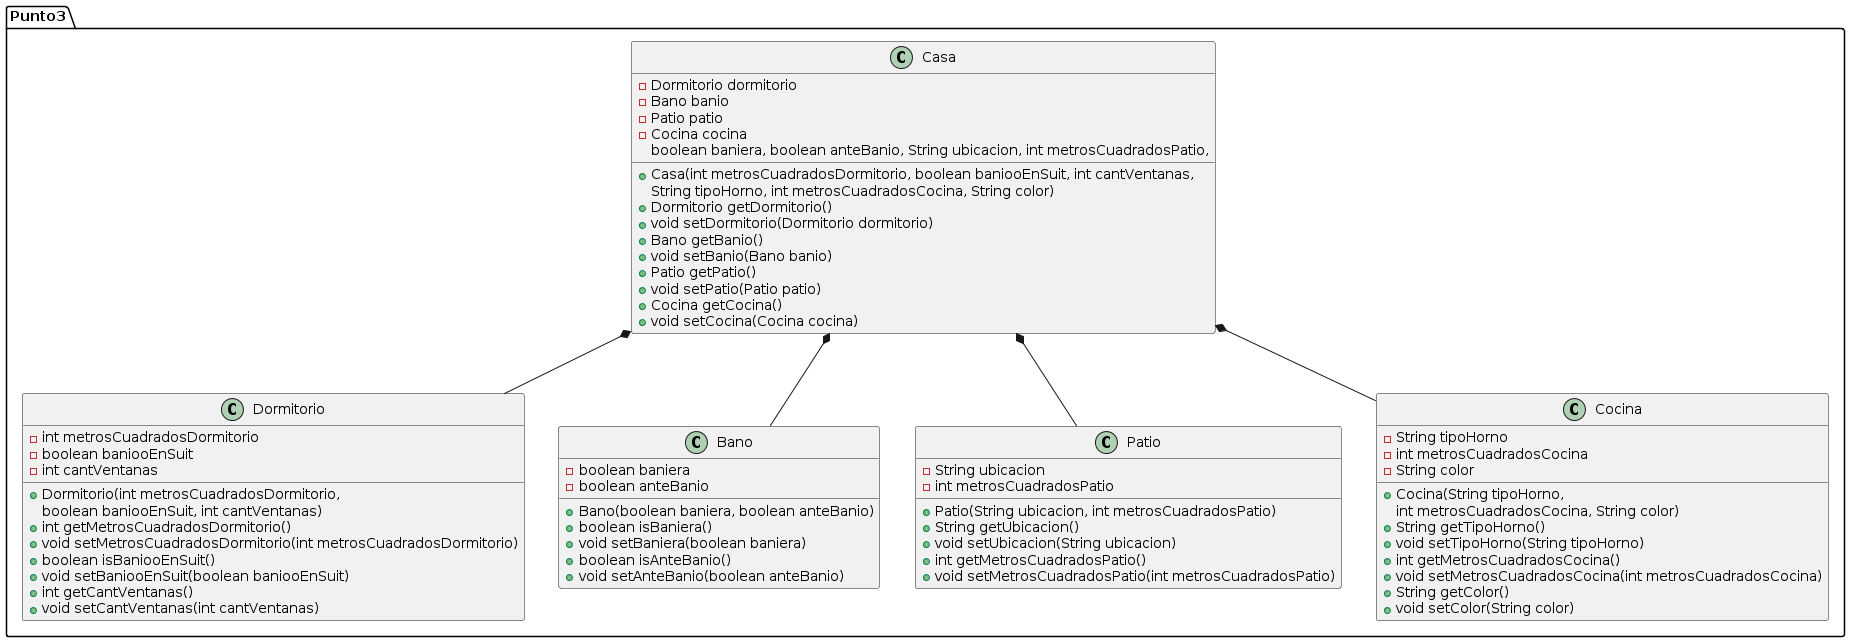 Punto3
C Casa
Dormitorio dormitorio
Bano banio
Patio patio
Cocina cocina
boolean baniera, boolean anteBanio, String ubicacion, int metrosCuadradosPatio,
Casa(int metrosCuadradosDormitorio, boolean baniooEnSuit, int cantVentanas,
String tipoHorno, int metrosCuadradosCocina, String color)
Dormitorio getDormitorio()
void setDormitorio(Dormitorio dormitorio)
Bano getBanio()
void setBanio(Bano banio)
Patio getPatio()
void setPatio(Patio patio)
Cocina getCocina()
void setCocina(Cocina cocina)
C Dormitorio
int metrosCuadradosDormitorio
boolean baniooEnSuit
int cantVentanas
Dormitorio(int metrosCuadradosDormitorio,
boolean baniooEnSuit, int cantVentanas)
int getMetrosCuadradosDormitorio()
void setMetrosCuadradosDormitorio(int metrosCuadradosDormitorio)
boolean isBaniooEnSuit()
void setBaniooEnSuit(boolean baniooEnSuit)
int getCantVentanas()
void setCantVentanas(int cantVentanas)
C Bano
boolean baniera
boolean anteBanio
Bano(boolean baniera, boolean anteBanio)
boolean isBaniera()
void setBaniera(boolean baniera)
boolean isAnteBanio()
void setAnteBanio(boolean anteBanio)
C Patio
String ubicacion
int metrosCuadradosPatio
Patio(String ubicacion, int metrosCuadradosPatio)
String getUbicacion()
void setUbicacion(String ubicacion)
int getMetrosCuadradosPatio()
void setMetrosCuadradosPatio(int metrosCuadradosPatio)
C Cocina
String tipoHorno
int metrosCuadradosCocina
String color
Cocina(String tipoHorno,
int metrosCuadradosCocina, String color)
String getTipoHorno()
void setTipoHorno(String tipoHorno)
int getMetrosCuadradosCocina()
void setMetrosCuadradosCocina(int metrosCuadradosCocina)
String getColor()
void setColor(String color)